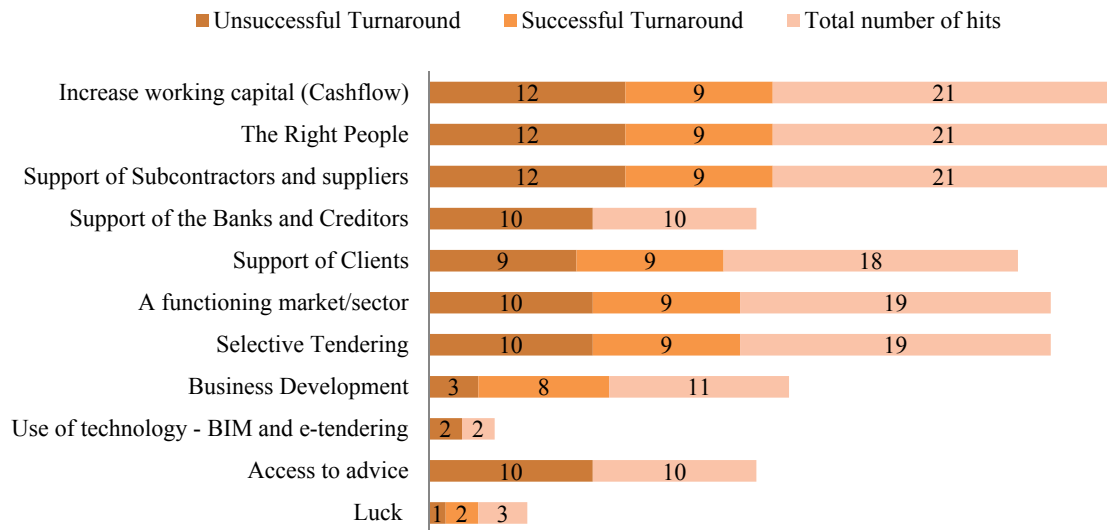 Unsuccessful Turnaround Successful Turnaround Total number of hits
Increase working capital (Cashflow) 12 9 21
The Right People 12 9 21
Support of Subcontractors and suppliers 12 9 21
Support of the Banks and Creditors 10 10
Support of Clients 9 9 18
A functioning market/sector 10 9 19
Selective Tendering 10 9 19
Business Development 3 8 11
Use of technology - BIM and e-tendering 2 2
Access to advice 10 10
Luck 1 2 3